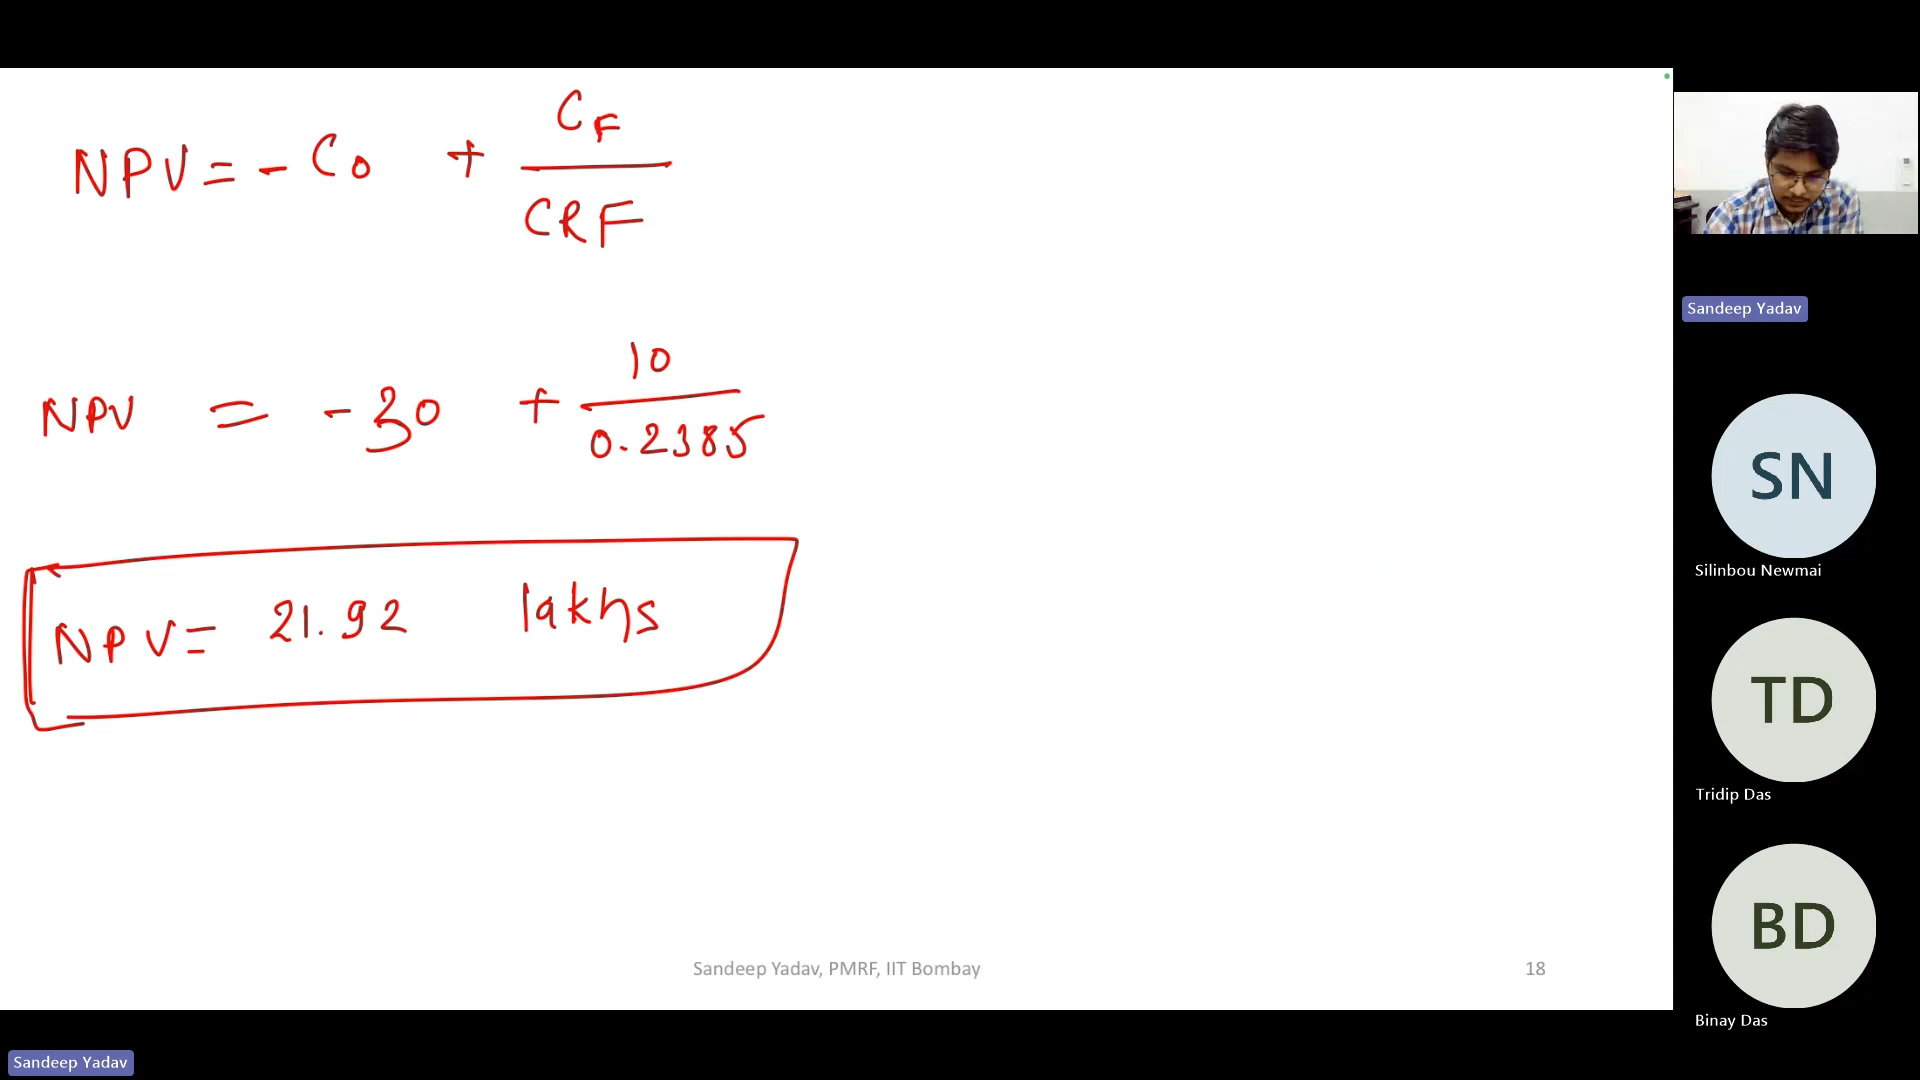 NPV = - C0 + CF / CRF
NPV = - 30 + 10 / 0.2385
NPV = 21.92 lakhs
Sandeep Yadav, PMRF, IIT Bombay
18
Sandeep Yadav
SN
Silinbou Newmai
TD
Tridip Das
BD
Binay Das
Sandeep Yadav